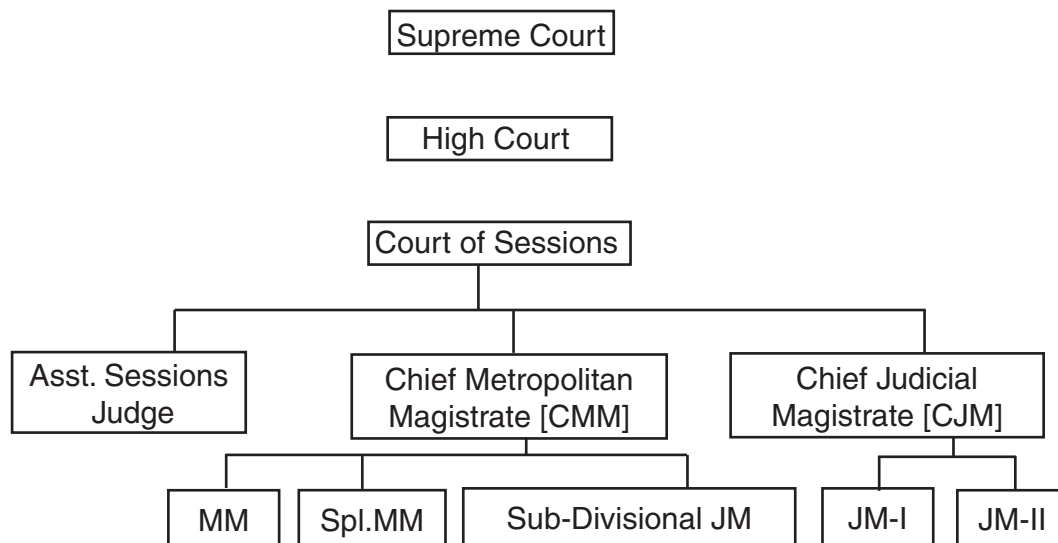 Supreme Court
High Court
Court of Sessions
Asst. Sessions
Judge
Chief Metropolitan
Magistrate [CMM]
Chief Judicial
Magistrate [CJM]
MM
Spl.MM
Sub-Divisional JM
JM-I
JM-II